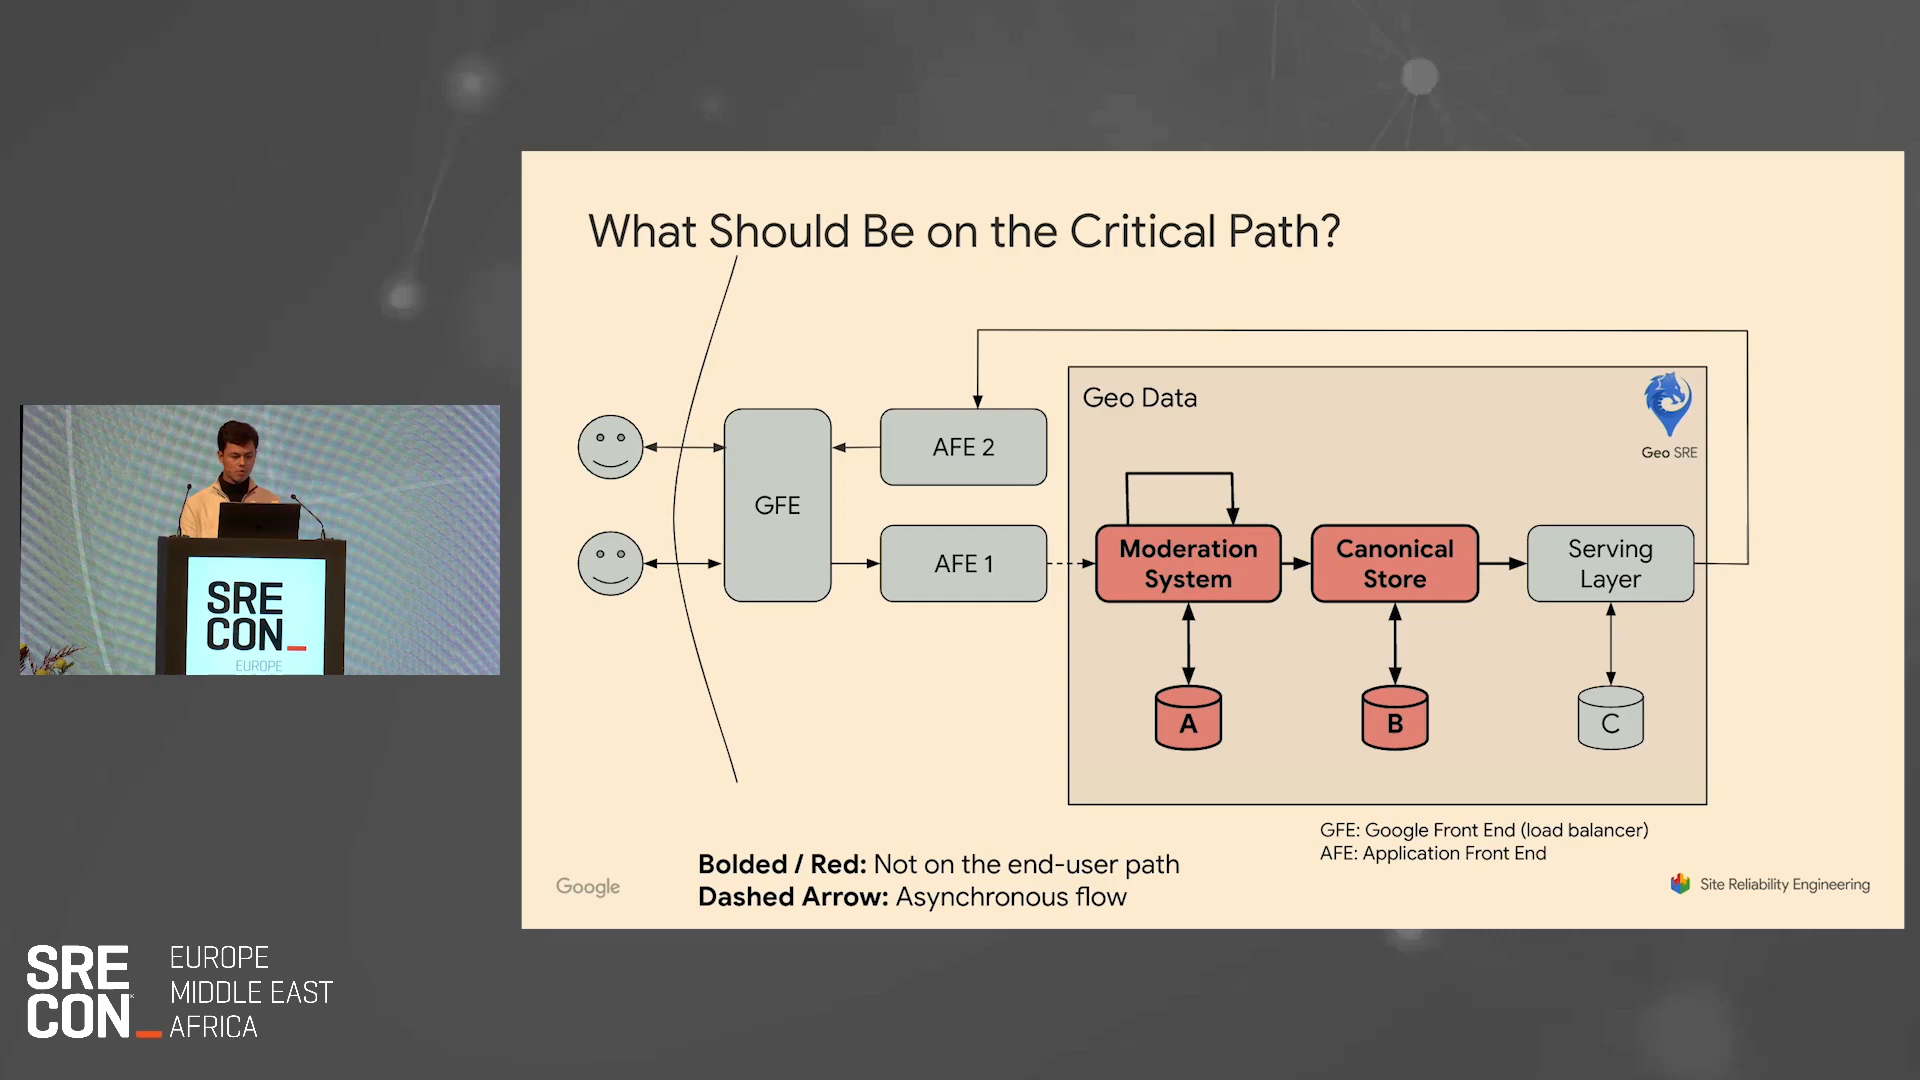 What Should Be on the Critical Path?
Geo Data
Geo SRE
AFE 2
GFE
AFE 1
Moderation
System
Canonical
Store
Serving
Layer
A
B
C
GFE: Google Front End (load balancer)
AFE: Application Front End
Bolded / Red: Not on the end-user path
Dashed Arrow: Asynchronous flow
Google
Site Reliability Engineering
SRE
CON_
EUROPE
SRE
CON_
EUROPE
MIDDLE EAST
AFRICA